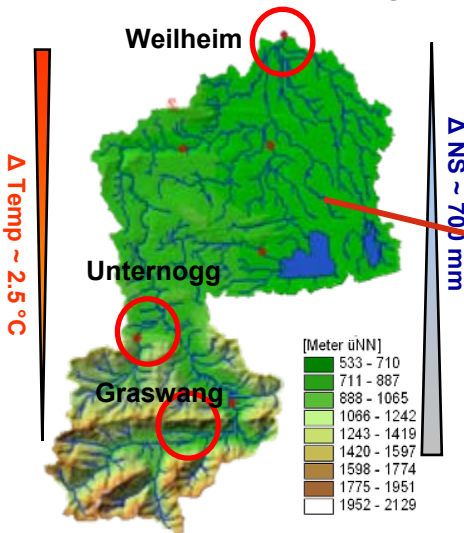 Weilheim
Δ Temp ~ 2.5 °C
Δ NS ~ 700 mm
Unternogg
Graswang
[Meter üNN]
533 - 710
711 - 887
888 - 1065
1066 - 1242
1243 - 1419
1420 - 1597
1598 - 1774
1775 - 1951
1952 - 2129